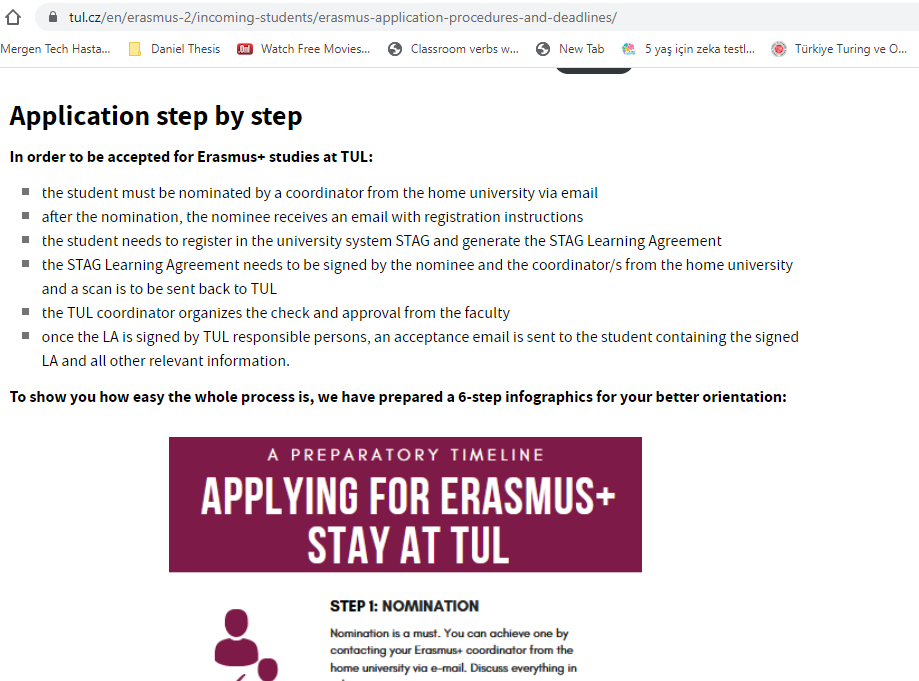 tul.cz/en/erasmus-2/incoming-students/erasmus-application-procedures-and-deadlines/
Mergen Tech Hasta... Daniel Thesis Watch Free Movies... Classroom verbs w... New Tab 5 yaş için zeka testl... Türkiye Turing ve O...
Application step by step
In order to be accepted for Erasmus+ studies at TUL:
the student must be nominated by a coordinator from the home university via email
after the nomination, the nominee receives an email with registration instructions
the student needs to register in the university system STAG and generate the STAG Learning Agreement
the STAG Learning Agreement needs to be signed by the nominee and the coordinator/s from the home university
and a scan is to be sent back to TUL
the TUL coordinator organizes the check and approval from the faculty
once the LA is signed by TUL responsible persons, an acceptance email is sent to the student containing the signed
LA and all other relevant information.
To show you how easy the whole process is, we have prepared a 6-step infographics for your better orientation:
A PREPARATORY TIMELINE
APPLYING FOR ERASMUS+
STAY AT TUL
STEP 1: NOMINATION
Nomination is a must. You can achieve one by
contacting your Erasmus+ coordinator from the
home university via e-mail. Discuss everything in